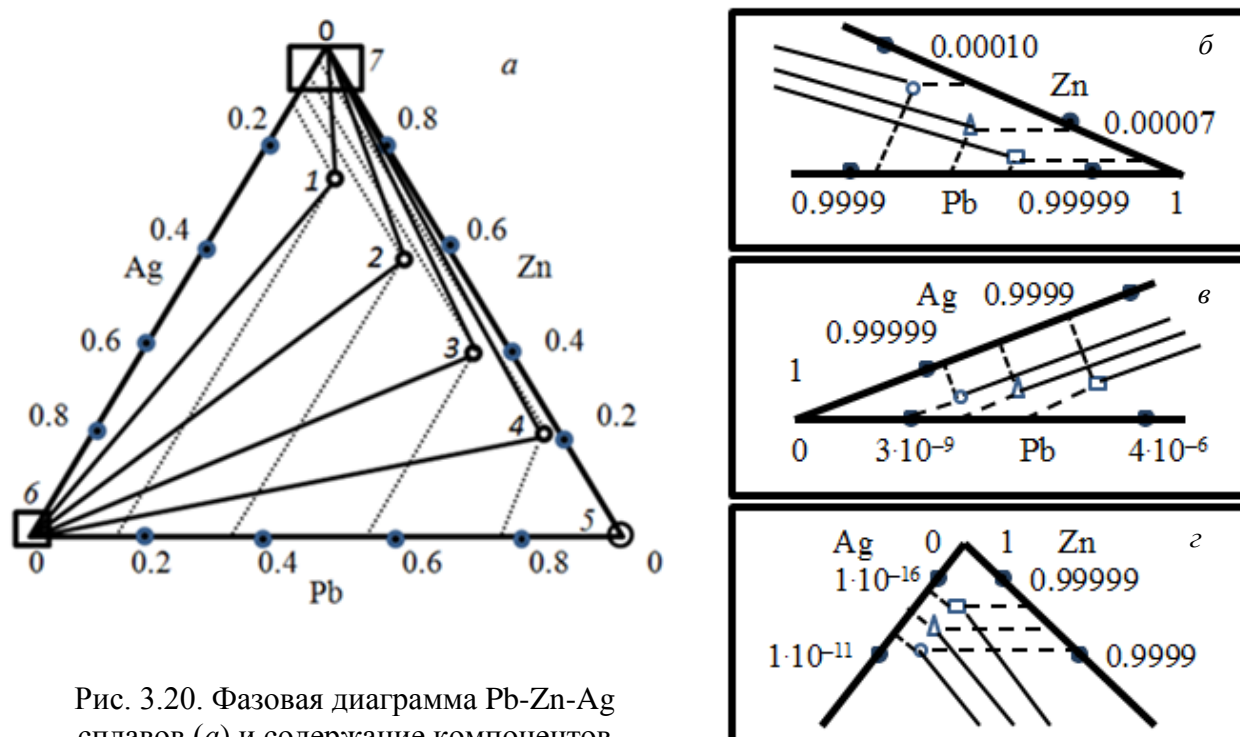 0
7
а
0.2
0.8
1
0.4
2
0.6
Ag
Zn
0.6
3
0.4
0.8
4
0.2
6
5
0
0.2
0.4
0.6
0.8
0
Pb
0.00010
б
Zn
0.00007
0.9999
Pb
0.99999
1
Ag
0.9999
в
0.99999
1
0
3·10⁻⁹
Pb
4·10⁻⁶
Ag
0
1
Zn
г
1·10⁻¹⁶
0.99999
1·10⁻¹¹
0.9999
Рис. 3.20. Фазовая диаграмма Pb-Zn-Ag
сплавов (а) и содержание компонентов